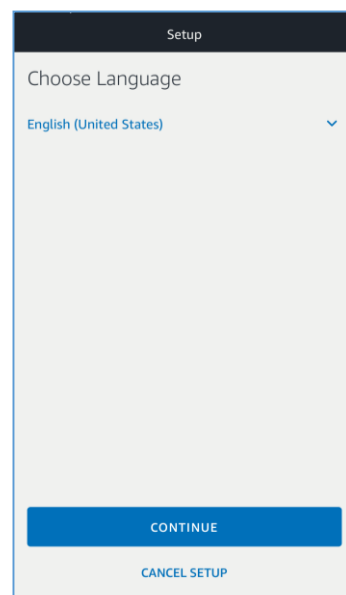 Setup
Choose Language
English (United States)
CONTINUE
CANCEL SETUP